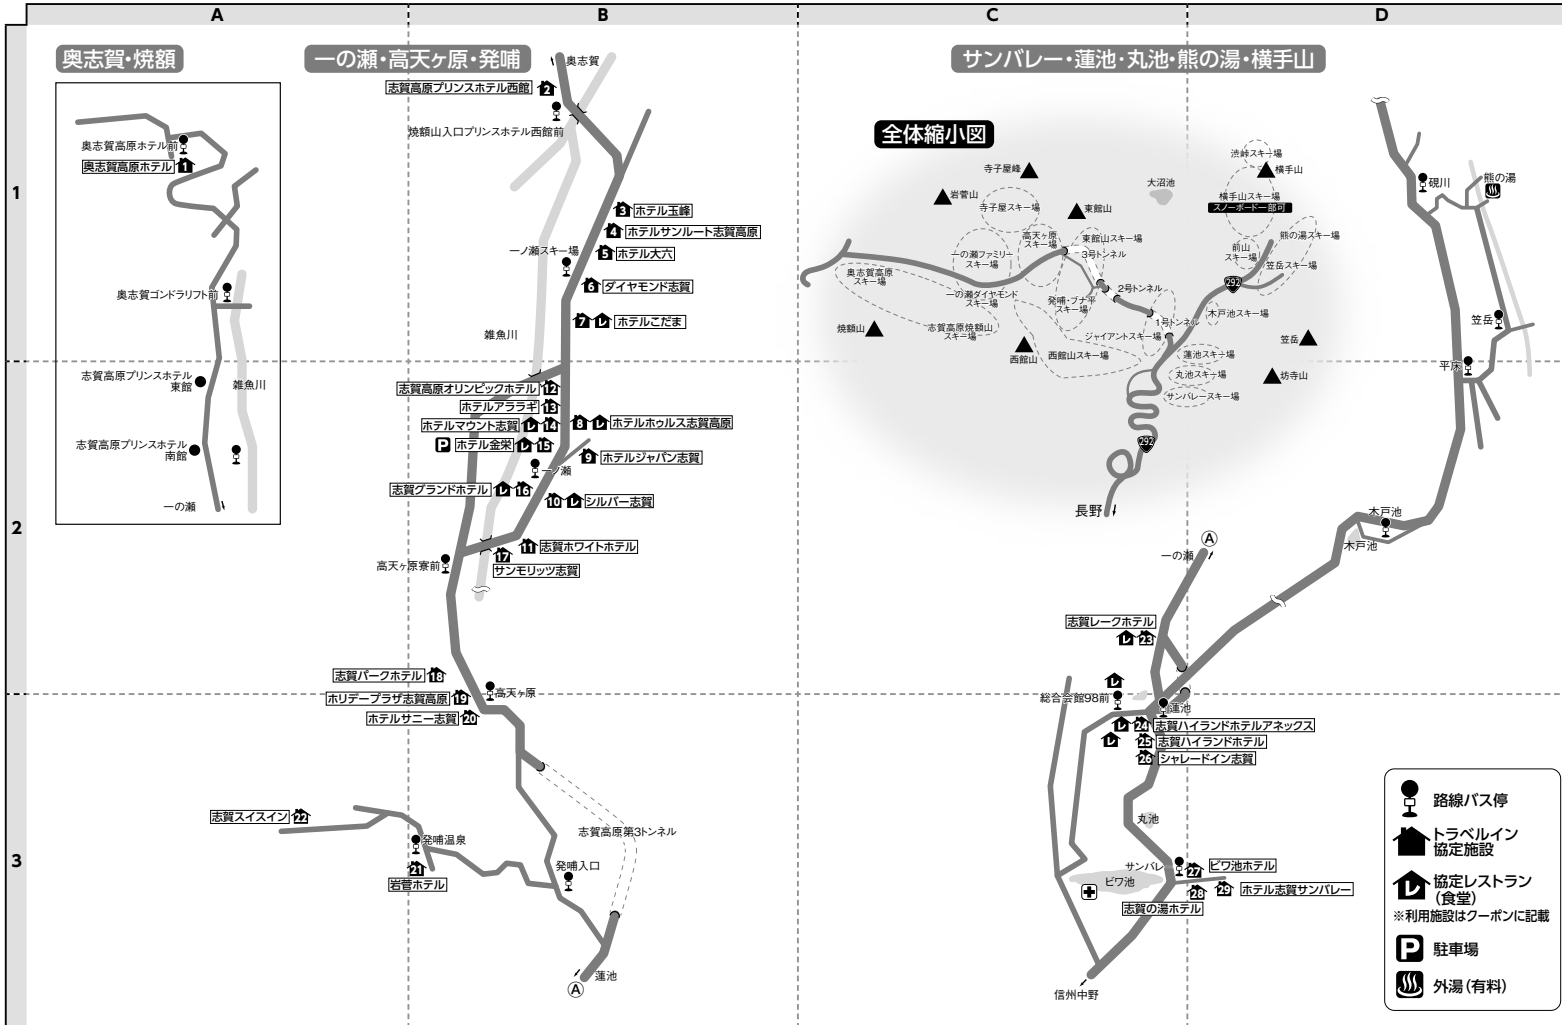 A
B
C
D
1
2
3
奥志賀・焼額
一の瀬・高天ヶ原・発哺
サンバレー・蓮池・丸池・熊の湯・横手山
奥志賀高原ホテル前
奥志賀高原ホテル
1
奥志賀ゴンドラリフト前
志賀高原プリンスホテル
東館
雑魚川
志賀高原プリンスホテル
南館
一の瀬
奥志賀
志賀高原プリンスホテル西館
2
焼額山入口プリンスホテル西館前
3
ホテル玉峰
4
ホテルサンルート志賀高原
一ノ瀬スキー場
5
ホテル大六
6
ダイヤモンド志賀
7
レ
ホテルこだま
雑魚川
志賀高原オリンピックホテル
12
ホテルアララギ
13
ホテルマウント志賀
レ
14
8
レ
ホテルホゥルス志賀高原
P
ホテル金栄
レ
15
9
ホテルジャパン志賀
一ノ瀬
志賀グランドホテル
レ
16
10
レ
シルバー志賀
11
志賀ホワイトホテル
17
サンモリッツ志賀
高天ヶ原寮前
志賀パークホテル
18
ホリデープラザ志賀高原
19
高天ヶ原
ホテルサニー志賀
20
志賀スイスイン
22
発哺温泉
21
岩菅ホテル
志賀高原第3トンネル
発哺入口
蓮池
A
全体縮小図
寺子屋峰
岩菅山
寺子屋スキー場
東館山
大沼池
渋峠スキー場
横手山
横手山スキー場
スノーボード一部可
高天ヶ原
スキー場
東館山スキー場
3号トンネル
一の瀬ファミリー
スキー場
前山
スキー場
熊の湯スキー場
笠岳スキー場
奥志賀高原
スキー場
292
2号トンネル
一の瀬ダイヤモンド
スキー場
発哺・ブナ平
スキー場
木戸池スキー場
1号トンネル
焼額山
志賀高原焼額山
スキー場
ジャイアントスキー場
西館山
西館山スキー場
蓮池スキー場
笠岳
丸池スキー場
坊寺山
サンバレースキー場
292
長野
硯川
熊の湯
笠岳
平床
木戸池
木戸池
A
一の瀬
志賀レークホテル
レ
23
レ
総合会館98前
蓮池
レ
24
志賀ハイランドホテルアネックス
レ
25
志賀ハイランドホテル
26
シャレードイン志賀
丸池
サンバレー
27
ビワ池ホテル
ビワ池
28
29
ホテル志賀サンバレー
志賀の湯ホテル
信州中野
路線バス停
トラベルイン
協定施設
レ
協定レストラン
(食堂)
※利用施設はクーポンに記載
P
駐車場
外湯(有料)